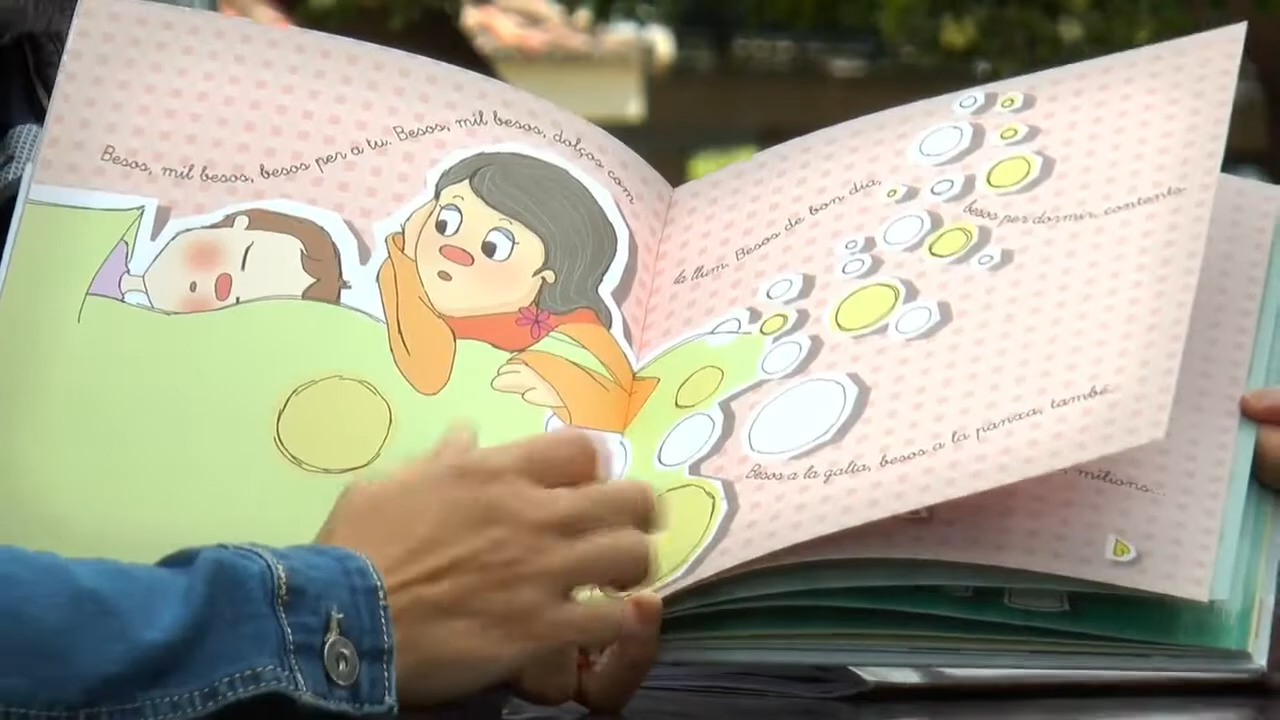 Besos, mil besos, besos per a tu. Besos, mil besos, dolços com
la llum. Besos de bon dia,
besos per dormir, contents.
Besos a la galta, besos a la panxa, també.
milions...